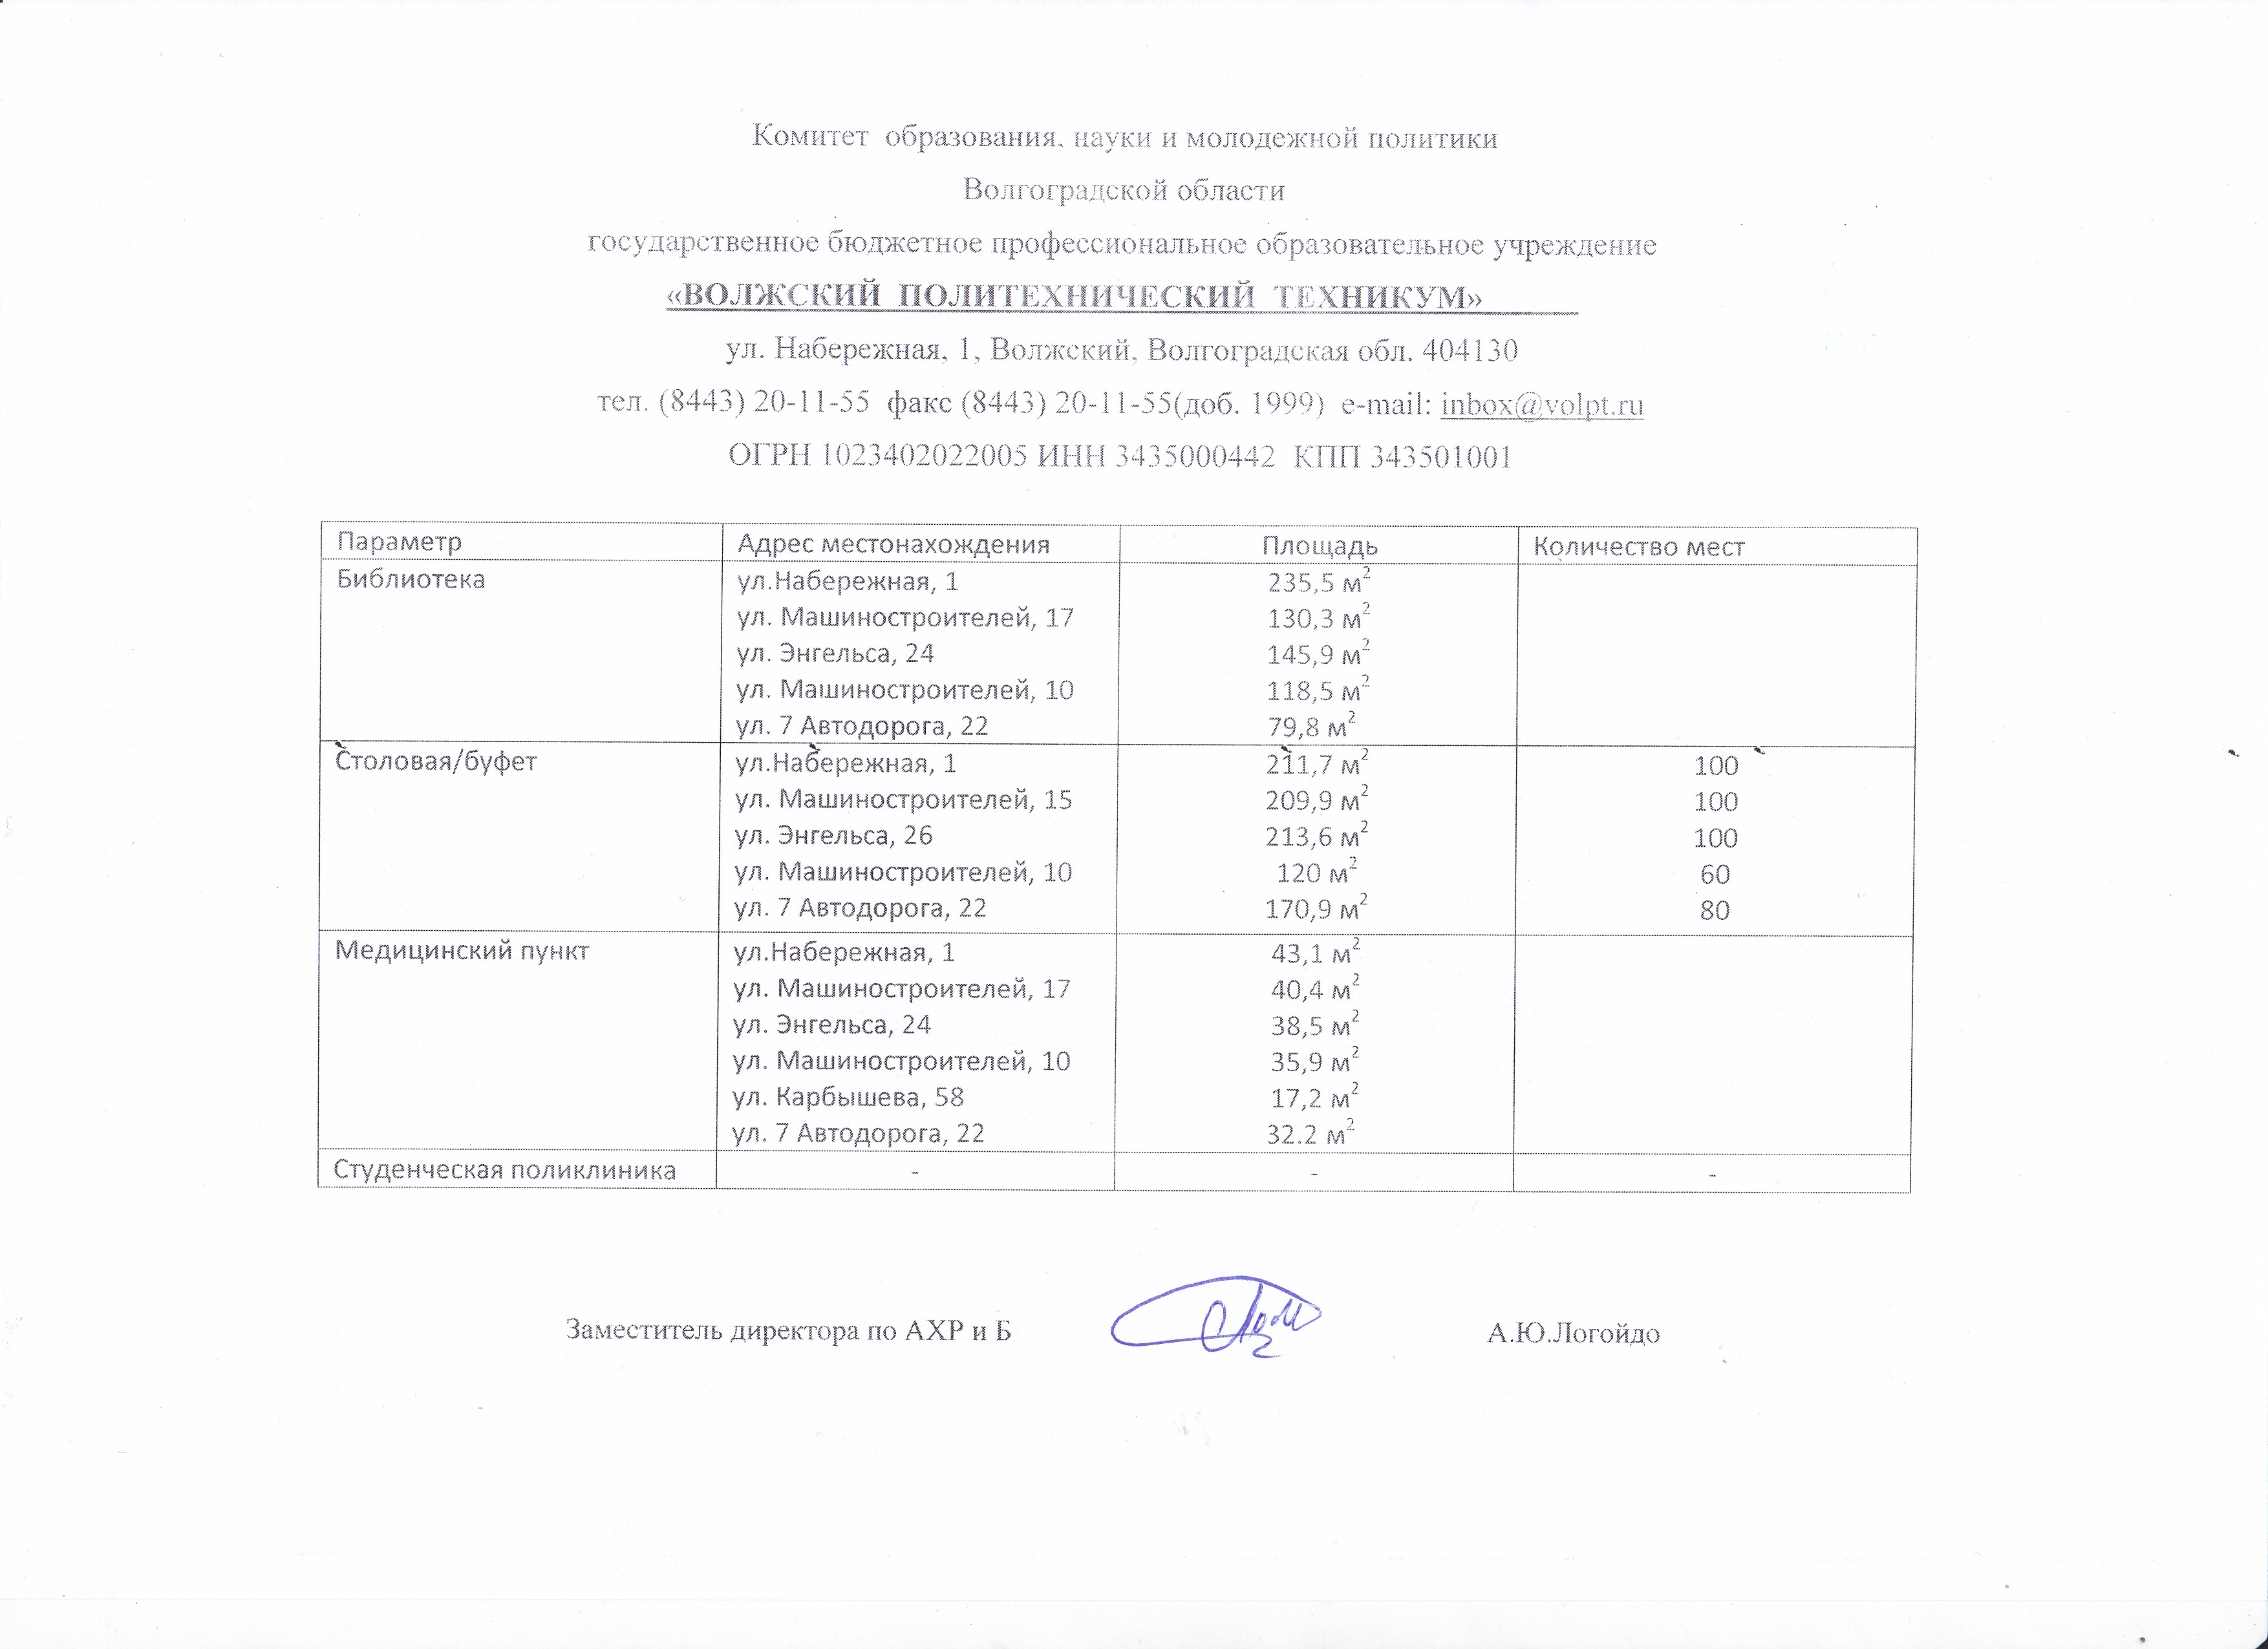 Комитет образования, науки и молодежной политики
Волгоградской области
государственное бюджетное профессиональное образовательное учреждение
«ВОЛЖСКИЙ ПОЛИТЕХНИЧЕСКИЙ ТЕХНИКУМ»
ул. Набережная, 1, Волжский, Волгоградская обл. 404130
тел. (8443) 20-11-55 факс (8443) 20-11-55(доб. 1999) e-mail: inbox@volpt.ru
ОГРН 1023402022005 ИНН 3435000442 КПП 343501001
Параметр Адрес местонахождения Площадь Количество мест
Библиотека ул.Набережная, 1 235,5 м²
ул. Машиностроителей, 17 130,3 м²
ул. Энгельса, 24 145,9 м²
ул. Машиностроителей, 10 118,5 м²
ул. 7 Автодорога, 22 79,8 м²
Столовая/буфет ул.Набережная, 1 211,7 м² 100
ул. Машиностроителей, 15 209,9 м² 100
ул. Энгельса, 26 213,6 м² 100
ул. Машиностроителей, 10 120 м² 60
ул. 7 Автодорога, 22 170,9 м² 80
Медицинский пункт ул.Набережная, 1 43,1 м²
ул. Машиностроителей, 17 40,4 м²
ул. Энгельса, 24 38,5 м²
ул. Машиностроителей, 10 35,9 м²
ул. Карбышева, 58 17,2 м²
ул. 7 Автодорога, 22 32.2 м²
Студенческая поликлиника - - -
Заместитель директора по АХР и Б А.Ю.Логойдо